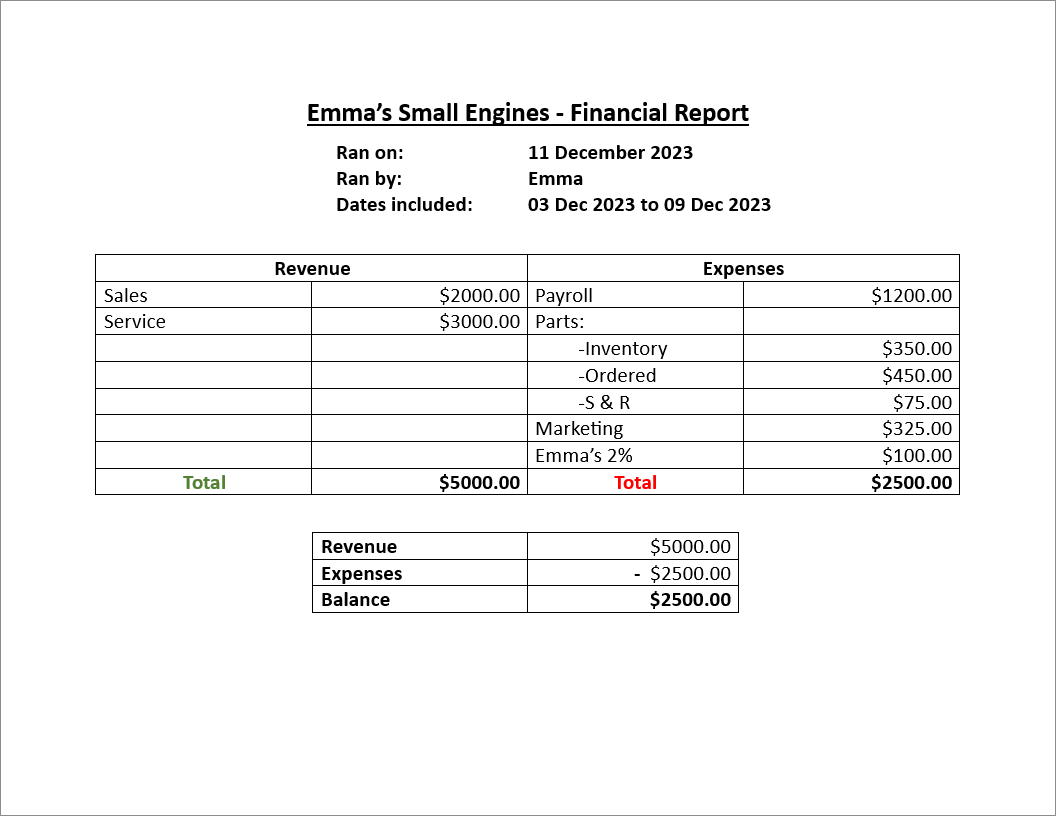 Emma’s Small Engines - Financial Report
Ran on: 11 December 2023
Ran by: Emma
Dates included: 03 Dec 2023 to 09 Dec 2023
Revenue Expenses
Sales $2000.00 Payroll $1200.00
Service $3000.00 Parts:
-Inventory $350.00
-Ordered $450.00
-S & R $75.00
Marketing $325.00
Emma’s 2% $100.00
Total $5000.00 Total $2500.00
Revenue $5000.00
Expenses - $2500.00
Balance $2500.00